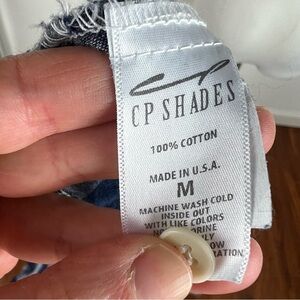 CP SHADES
100% COTTON
MADE IN U.S.A.
M
MACHINE WASH COLD
INSIDE OUT
WITH LIKE COLORS